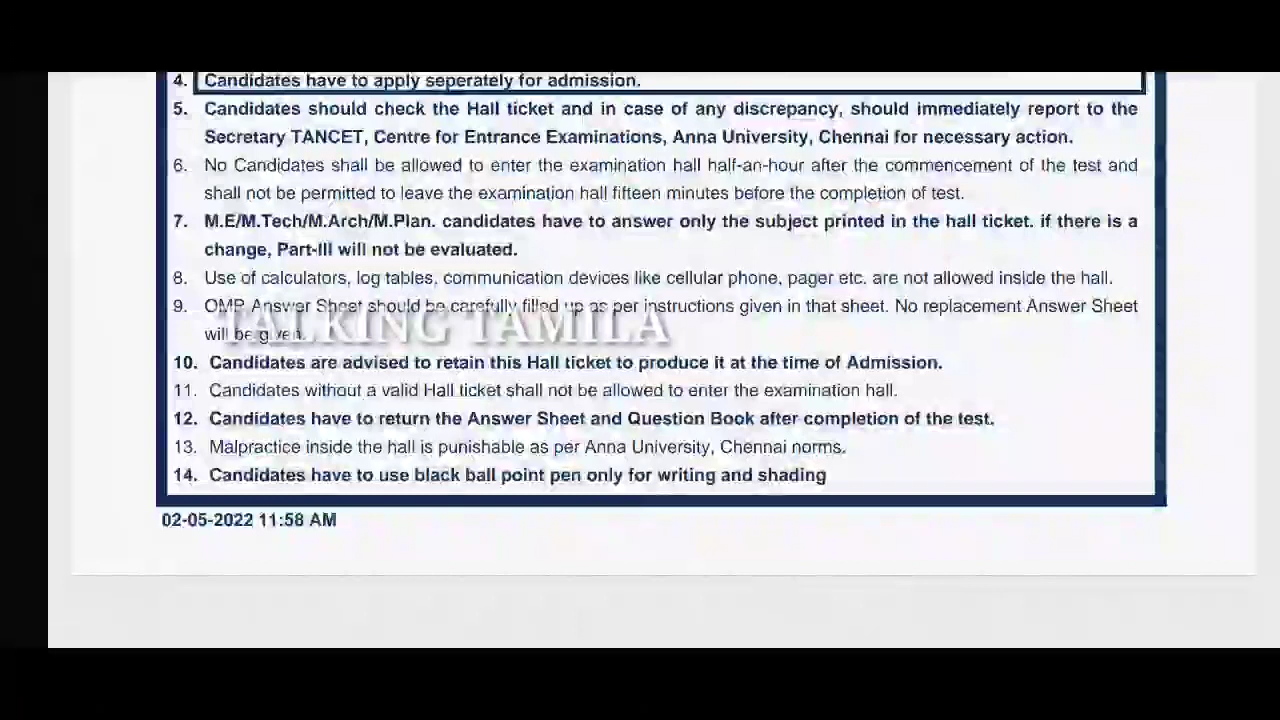 4. Candidates have to apply seperately for admission.
5. Candidates should check the Hall ticket and in case of any discrepancy, should immediately report to the
Secretary TANCET, Centre for Entrance Examinations, Anna University, Chennai for necessary action.
6. No Candidates shall be allowed to enter the examination hall half-an-hour after the commencement of the test and
shall not be permitted to leave the examination hall fifteen minutes before the completion of test.
7. M.E/M.Tech/M.Arch/M.Plan. candidates have to answer only the subject printed in the hall ticket. if there is a
change, Part-III will not be evaluated.
8. Use of calculators, log tables, communication devices like cellular phone, pager etc. are not allowed inside the hall.
9. OMR Answer Sheet should be carefully filled up as per instructions given in that sheet. No replacement Answer Sheet
will be given.
TALKING TAMILA
10. Candidates are advised to retain this Hall ticket to produce it at the time of Admission.
11. Candidates without a valid Hall ticket shall not be allowed to enter the examination hall.
12. Candidates have to return the Answer Sheet and Question Book after completion of the test.
13. Malpractice inside the hall is punishable as per Anna University, Chennai norms.
14. Candidates have to use black ball point pen only for writing and shading
02-05-2022 11:58 AM